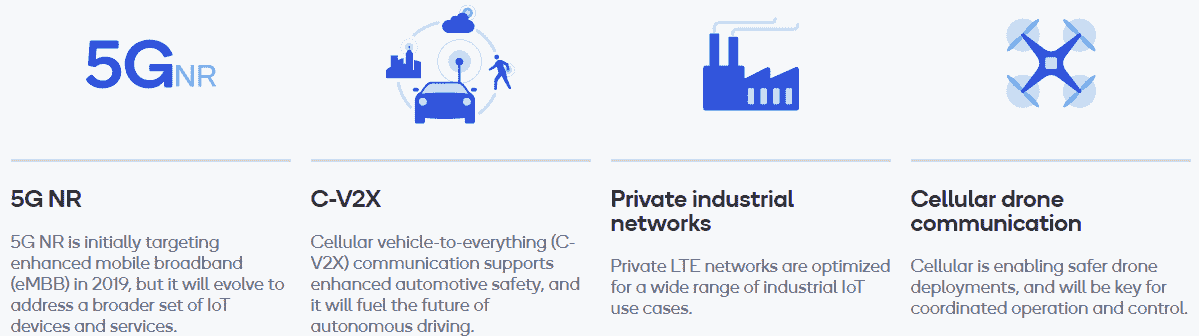 5G NR
5G NR
5G NR is initially targeting
enhanced mobile broadband
(eMBB) in 2019, but it will evolve to
address a broader set of IoT
devices and services.
C-V2X
Cellular vehicle-to-everything (C-
V2X) communication supports
enhanced automotive safety, and
it will fuel the future of
autonomous driving.
Private industrial
networks
Private LTE networks are optimized
for a wide range of industrial IoT
use cases.
Cellular drone
communication
Cellular is enabling safer drone
deployments, and will be key for
coordinated operation and control.